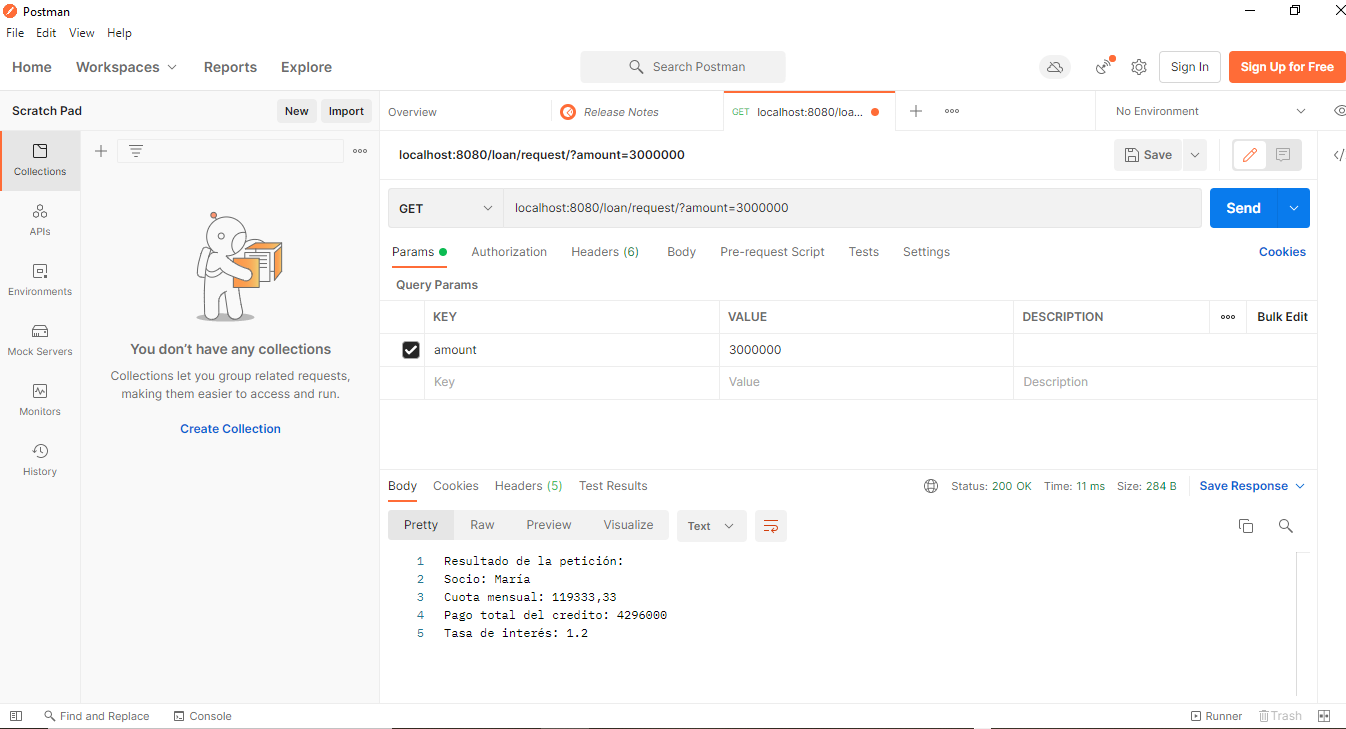 Postman
File Edit View Help
Home Workspaces Reports Explore Search Postman Sign In Sign Up for Free
Scratch Pad New Import Overview Release Notes GET localhost:8080/loa... No Environment
localhost:8080/loan/request/?amount=3000000 Save
GET localhost:8080/loan/request/?amount=3000000 Send
Params Authorization Headers (6) Body Pre-request Script Tests Settings Cookies
Query Params
KEY VALUE DESCRIPTION Bulk Edit
amount 3000000
Key Value Description
Collections
APIs
Environments
Mock Servers
Monitors
History
You don't have any collections
Collections let you group related requests,
making them easier to access and run.
Create Collection
Body Cookies Headers (5) Test Results Status: 200 OK Time: 11 ms Size: 284 B Save Response
Pretty Raw Preview Visualize Text
1 Resultado de la petición:
2 Socio: María
3 Cuota mensual: 119333,33
4 Pago total del credito: 4296000
5 Tasa de interés: 1.2
Find and Replace Console Runner Trash